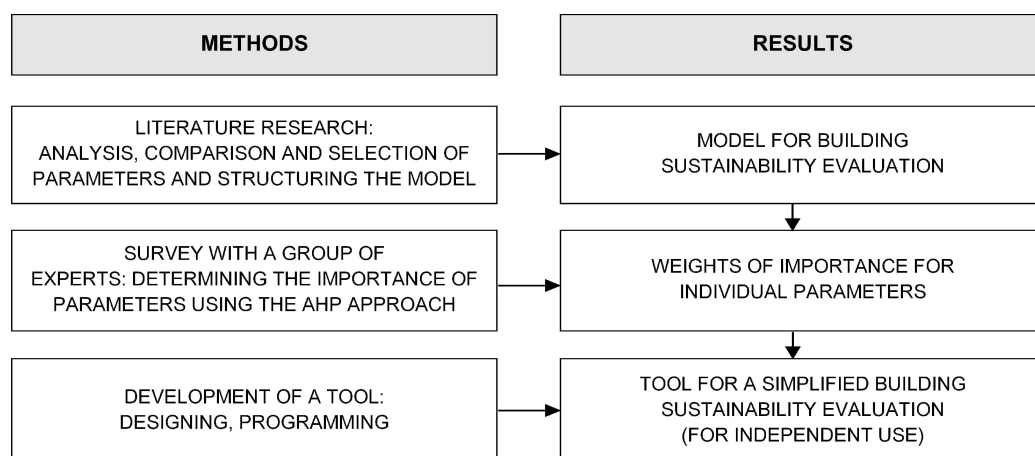 METHODS
RESULTS
LITERATURE RESEARCH:
ANALYSIS, COMPARISON AND SELECTION OF
PARAMETERS AND STRUCTURING THE MODEL
MODEL FOR BUILDING
SUSTAINABILITY EVALUATION
SURVEY WITH A GROUP OF
EXPERTS: DETERMINING THE IMPORTANCE OF
PARAMETERS USING THE AHP APPROACH
WEIGHTS OF IMPORTANCE FOR
INDIVIDUAL PARAMETERS
DEVELOPMENT OF A TOOL:
DESIGNING, PROGRAMMING
TOOL FOR A SIMPLIFIED BUILDING
SUSTAINABILITY EVALUATION
(FOR INDEPENDENT USE)